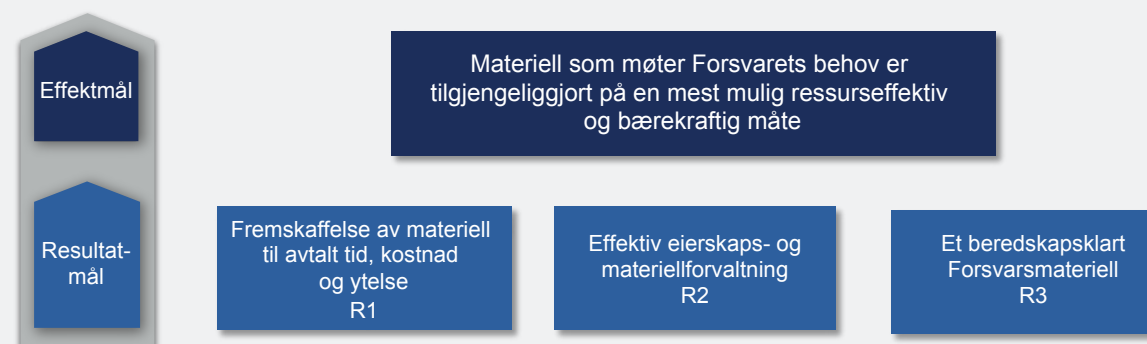 Effektmål
Materiell som møter Forsvarets behov er
tilgjengeliggjort på en mest mulig ressurseffektiv
og bærekraftig måte
Resultat-
mål
Fremskaffelse av materiell
til avtalt tid, kostnad
og ytelse
R1
Effektiv eierskaps- og
materiellforvaltning
R2
Et beredskapsklart
Forsvarsmateriell
R3